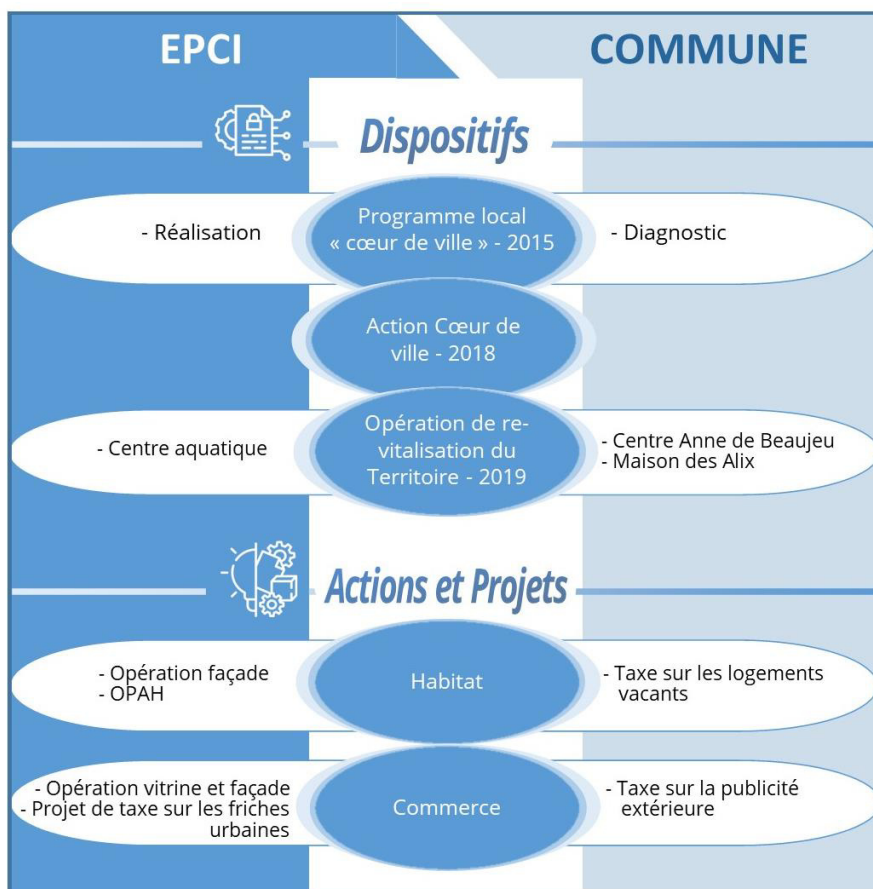 EPCI
COMMUNE
Dispositifs
- Réalisation
Programme local
« cœur de ville » - 2015
- Diagnostic
Action Cœur de
ville - 2018
- Centre aquatique
Opération de re-
vitalisation du
Territoire - 2019
- Centre Anne de Beaujeu
- Maison des Alix
Actions et Projets
- Opération façade
- OPAH
Habitat
- Taxe sur les logements
vacants
- Opération vitrine et façade
- Projet de taxe sur les friches
urbaines
Commerce
- Taxe sur la publicité
extérieure